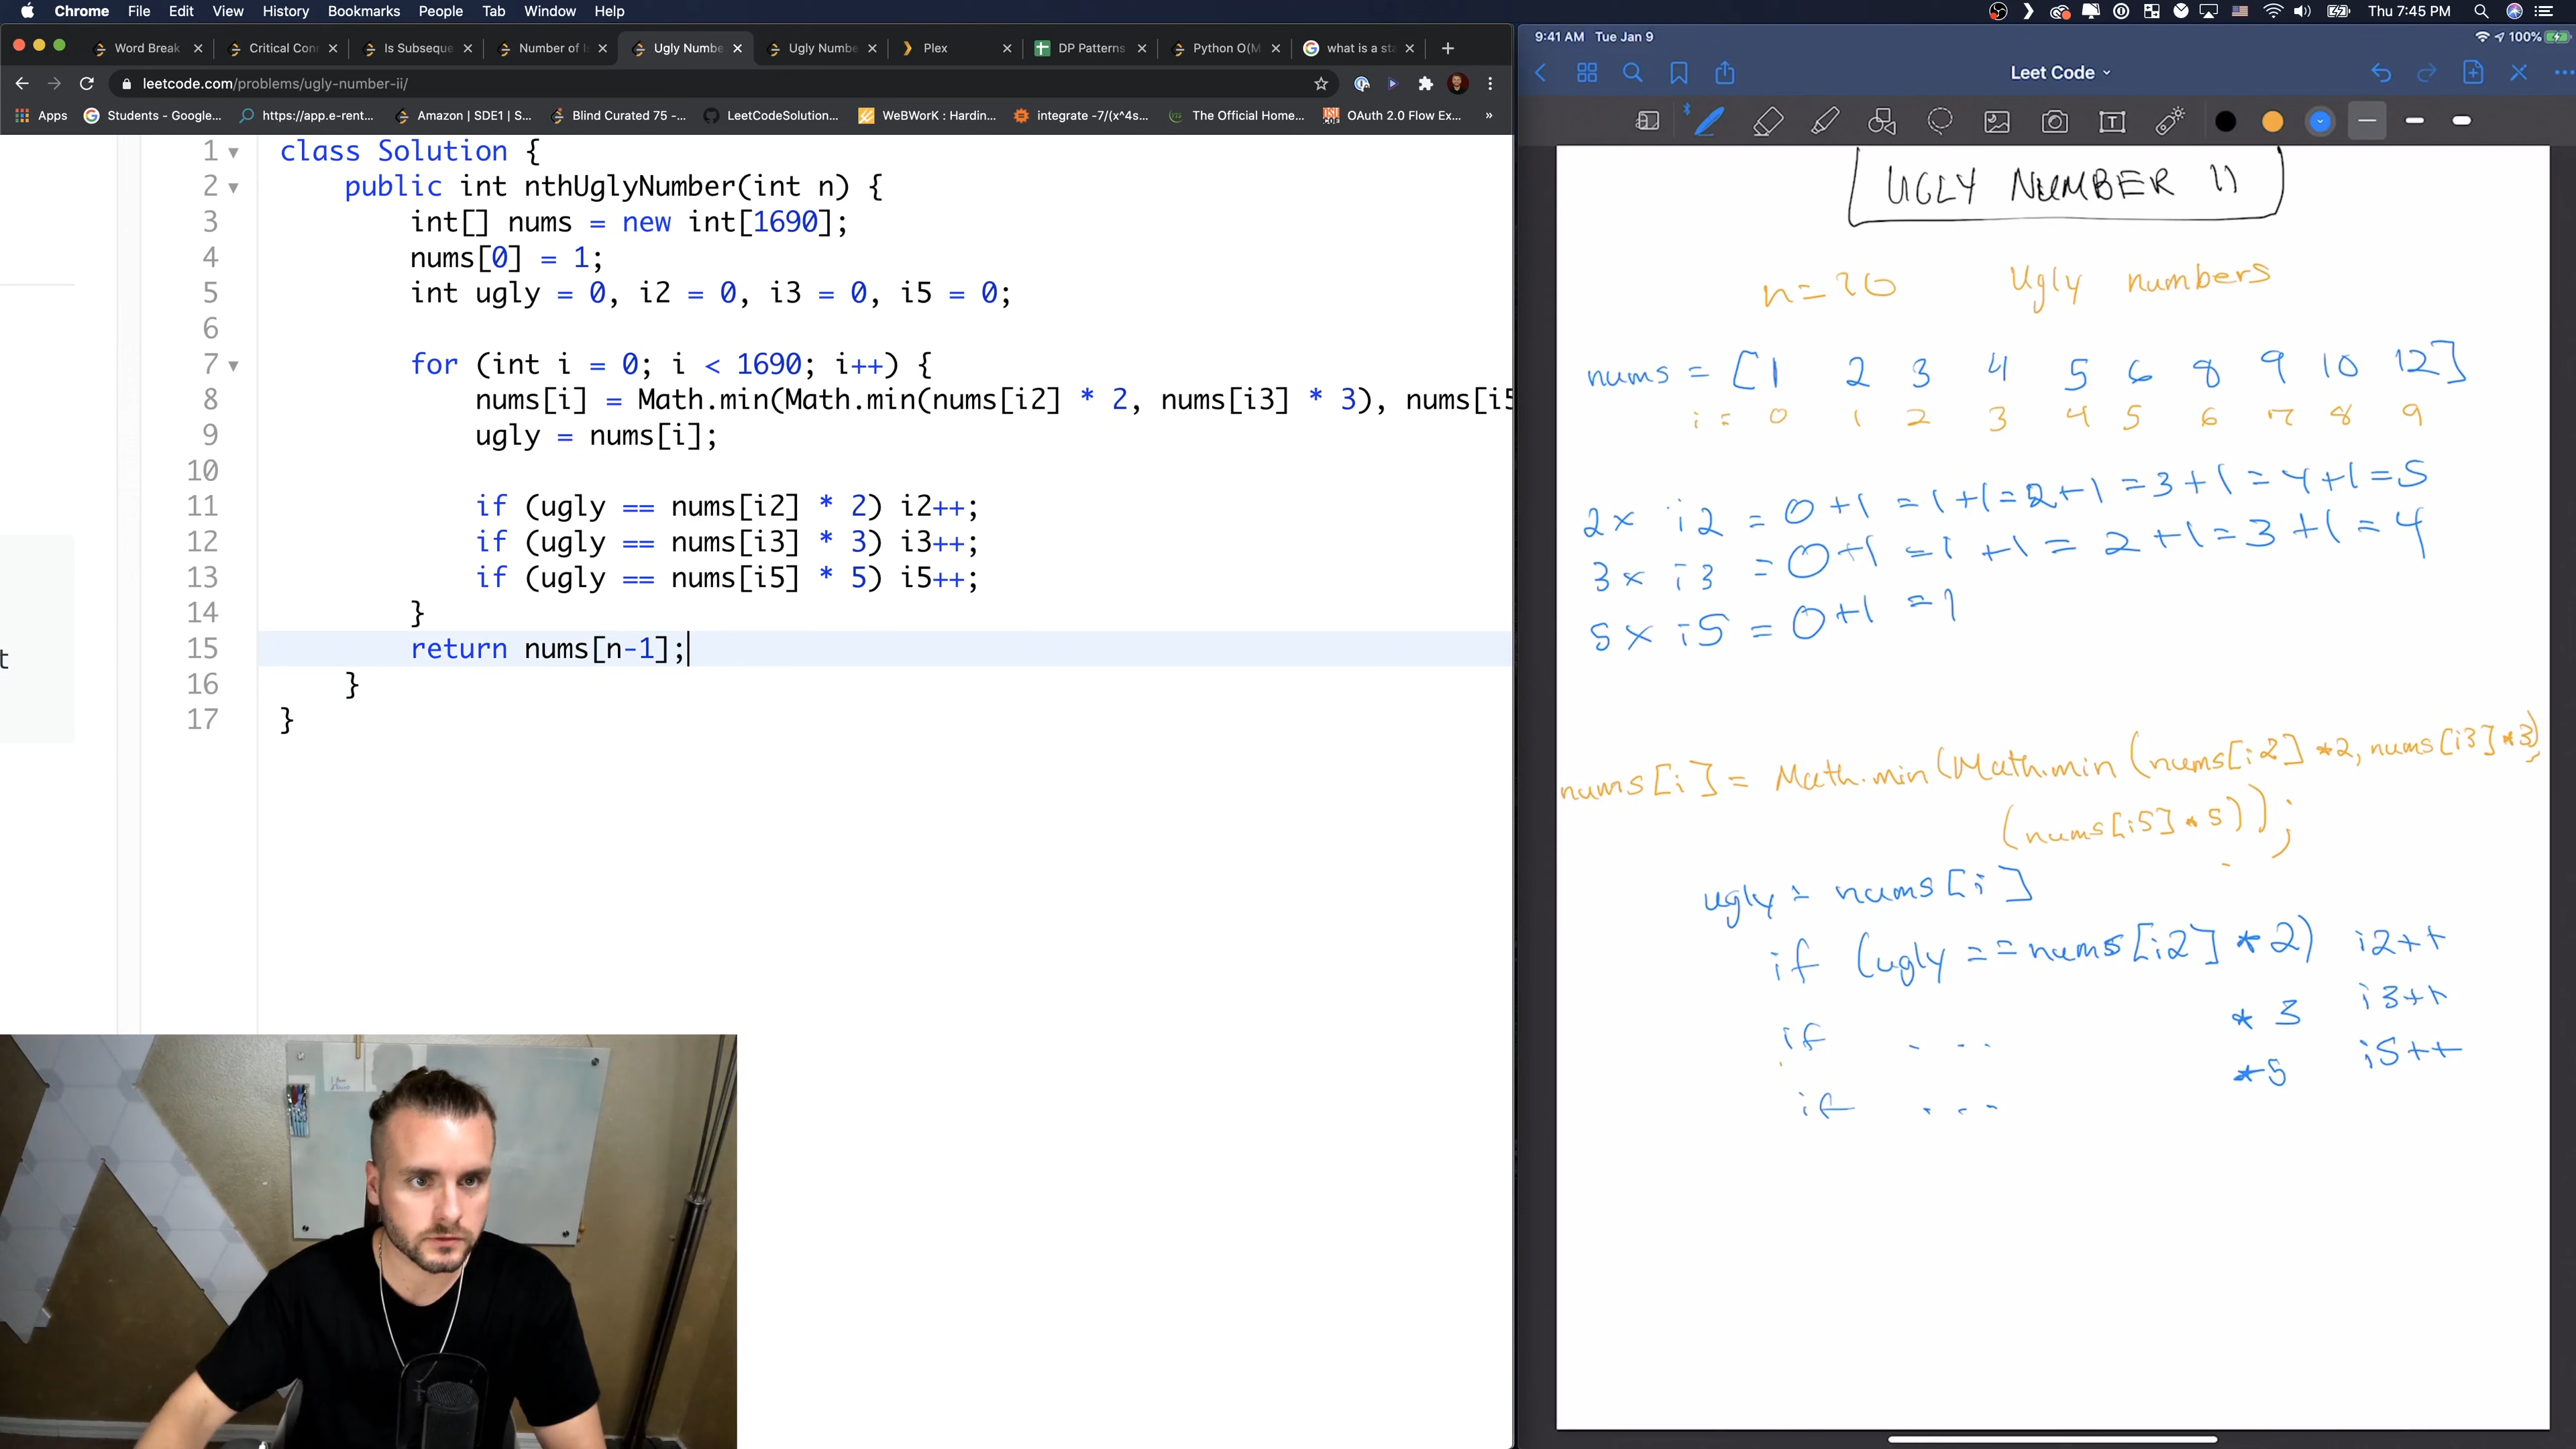 Chrome File Edit View History Bookmarks People Tab Window Help
Thu 7:45 PM
Word Break
Critical Con
Is Subseque
Number of I
Ugly Numbe
Ugly Numbe
Plex
DP Patterns
Python O(M
what is a sta
leetcode.com/problems/ugly-number-ii/
Apps
Students - Google...
https://app.e-rent...
Amazon | SDE1 | S...
Blind Curated 75 -...
LeetCodeSolution...
WeBWorK : Hardin...
integrate -7/(x^4s...
The Official Home...
OAuth 2.0 Flow Ex...
»
1 class Solution {
2 public int nthUglyNumber(int n) {
3 int[] nums = new int[1690];
4 nums[0] = 1;
5 int ugly = 0, i2 = 0, i3 = 0, i5 = 0;
6
7 for (int i = 0; i < 1690; i++) {
8 nums[i] = Math.min(Math.min(nums[i2] * 2, nums[i3] * 3), nums[i5
9 ugly = nums[i];
10
11 if (ugly == nums[i2] * 2) i2++;
12 if (ugly == nums[i3] * 3) i3++;
13 if (ugly == nums[i5] * 5) i5++;
14 }
15 return nums[n-1];
16 }
17 }
t
9:41 AM Tue Jan 9
100%
Leet Code
UGLY NUMBER II
Ugly numbers
nums = [1 2 3 4 5 6 8 9 10 12]
i = 0 1 2 3 4 5 6 7 8 9
2x i2 = 0+1 = 1+1=2+1 =3+1=4+1=5
3x i3 = 0+1 =1 +1= 2+1=3+1=4
5x i5 = 0+1 =1
nums[i] = Math.min(Math.min (nums[i2] *2, nums[i3] *3)
(nums[i5] * 5));
ugly = nums[i]
if (ugly == nums[i2] * 2) i2++
if ... * 3 i3++
if ... *5 i5++